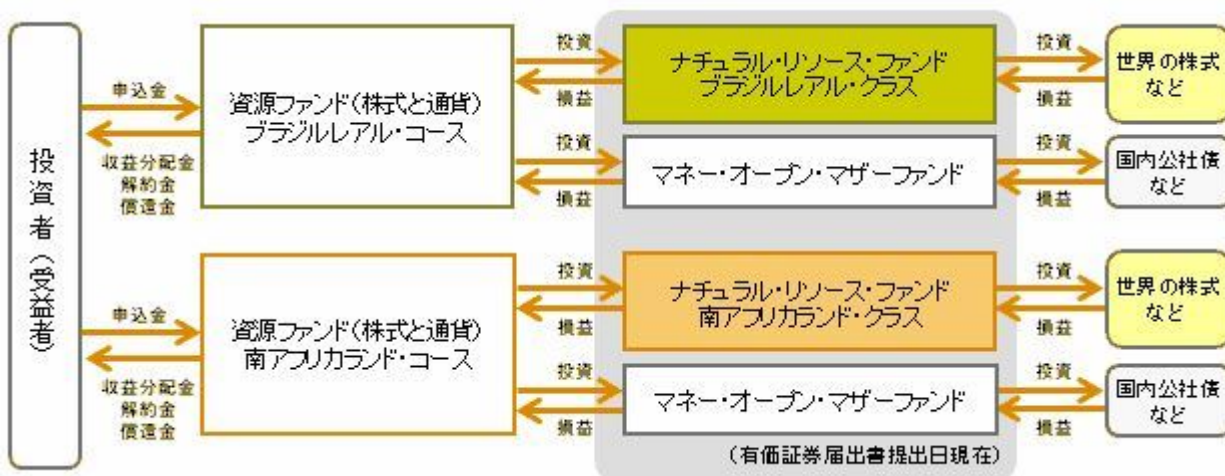 投資者（受益者）
申込金
収益分配金
解約金
償還金
資源ファンド(株式と通貨)
ブラジルレアル・コース
投資
損益
ナチュラル・リソース・ファンド
ブラジルレアル・クラス
投資
損益
世界の株式
など
投資
損益
マネー・オープン・マザーファンド
投資
損益
国内公社債
など
申込金
収益分配金
解約金
償還金
資源ファンド(株式と通貨)
南アフリカランド・コース
投資
損益
ナチュラル・リソース・ファンド
南アフリカランド・クラス
投資
損益
世界の株式
など
投資
損益
マネー・オープン・マザーファンド
投資
損益
国内公社債
など
(有価証券届出書提出日現在)